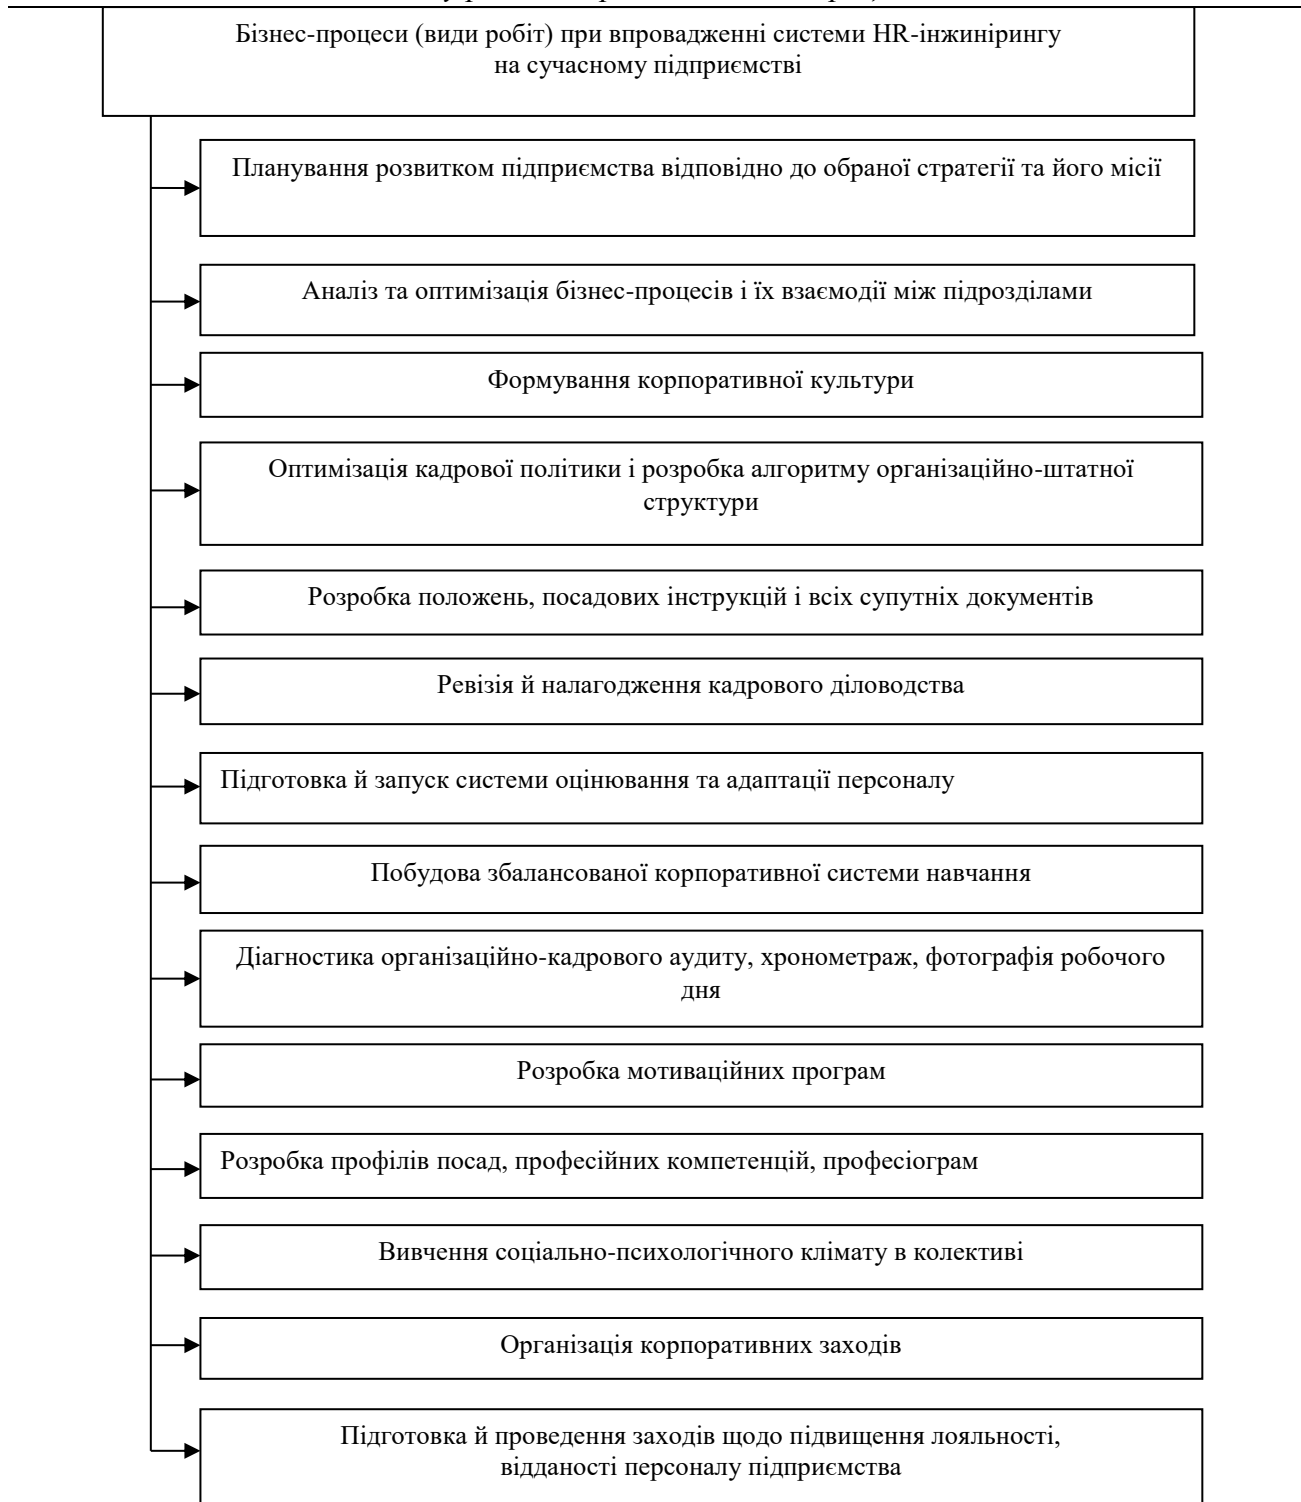 Бізнес-процеси (види робіт) при впровадженні системи HR-інжинірингу
на сучасному підприємстві
Планування розвитком підприємства відповідно до обраної стратегії та його місії
Аналіз та оптимізація бізнес-процесів і їх взаємодії між підрозділами
Формування корпоративної культури
Оптимізація кадрової політики і розробка алгоритму організаційно-штатної
структури
Розробка положень, посадових інструкцій і всіх супутніх документів
Ревізія й налагодження кадрового діловодства
Підготовка й запуск системи оцінювання та адаптації персоналу
Побудова збалансованої корпоративної системи навчання
Діагностика організаційно-кадрового аудиту, хронометраж, фотографія робочого
дня
Розробка мотиваційних програм
Розробка профілів посад, професійних компетенцій, професіограм
Вивчення соціально-психологічного клімату в колективі
Організація корпоративних заходів
Підготовка й проведення заходів щодо підвищення лояльності,
відданості персоналу підприємства